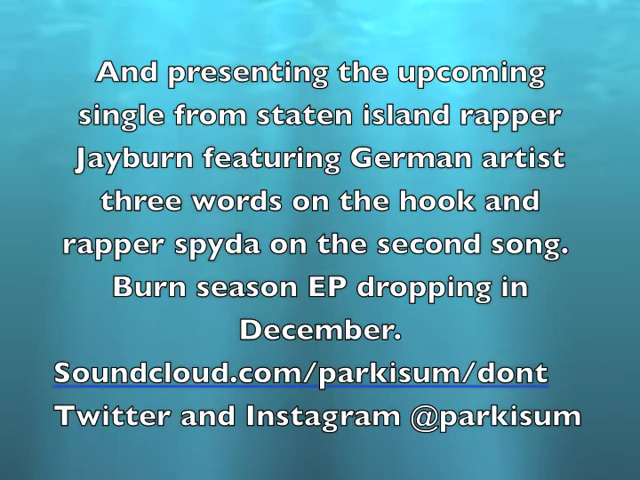 And presenting the upcoming
single from staten island rapper
Jayburn featuring German artist
three words on the hook and
rapper spyda on the second song.
Burn season EP dropping in
December.
Soundcloud.com/parkisum/dont
Twitter and Instagram @parkisum